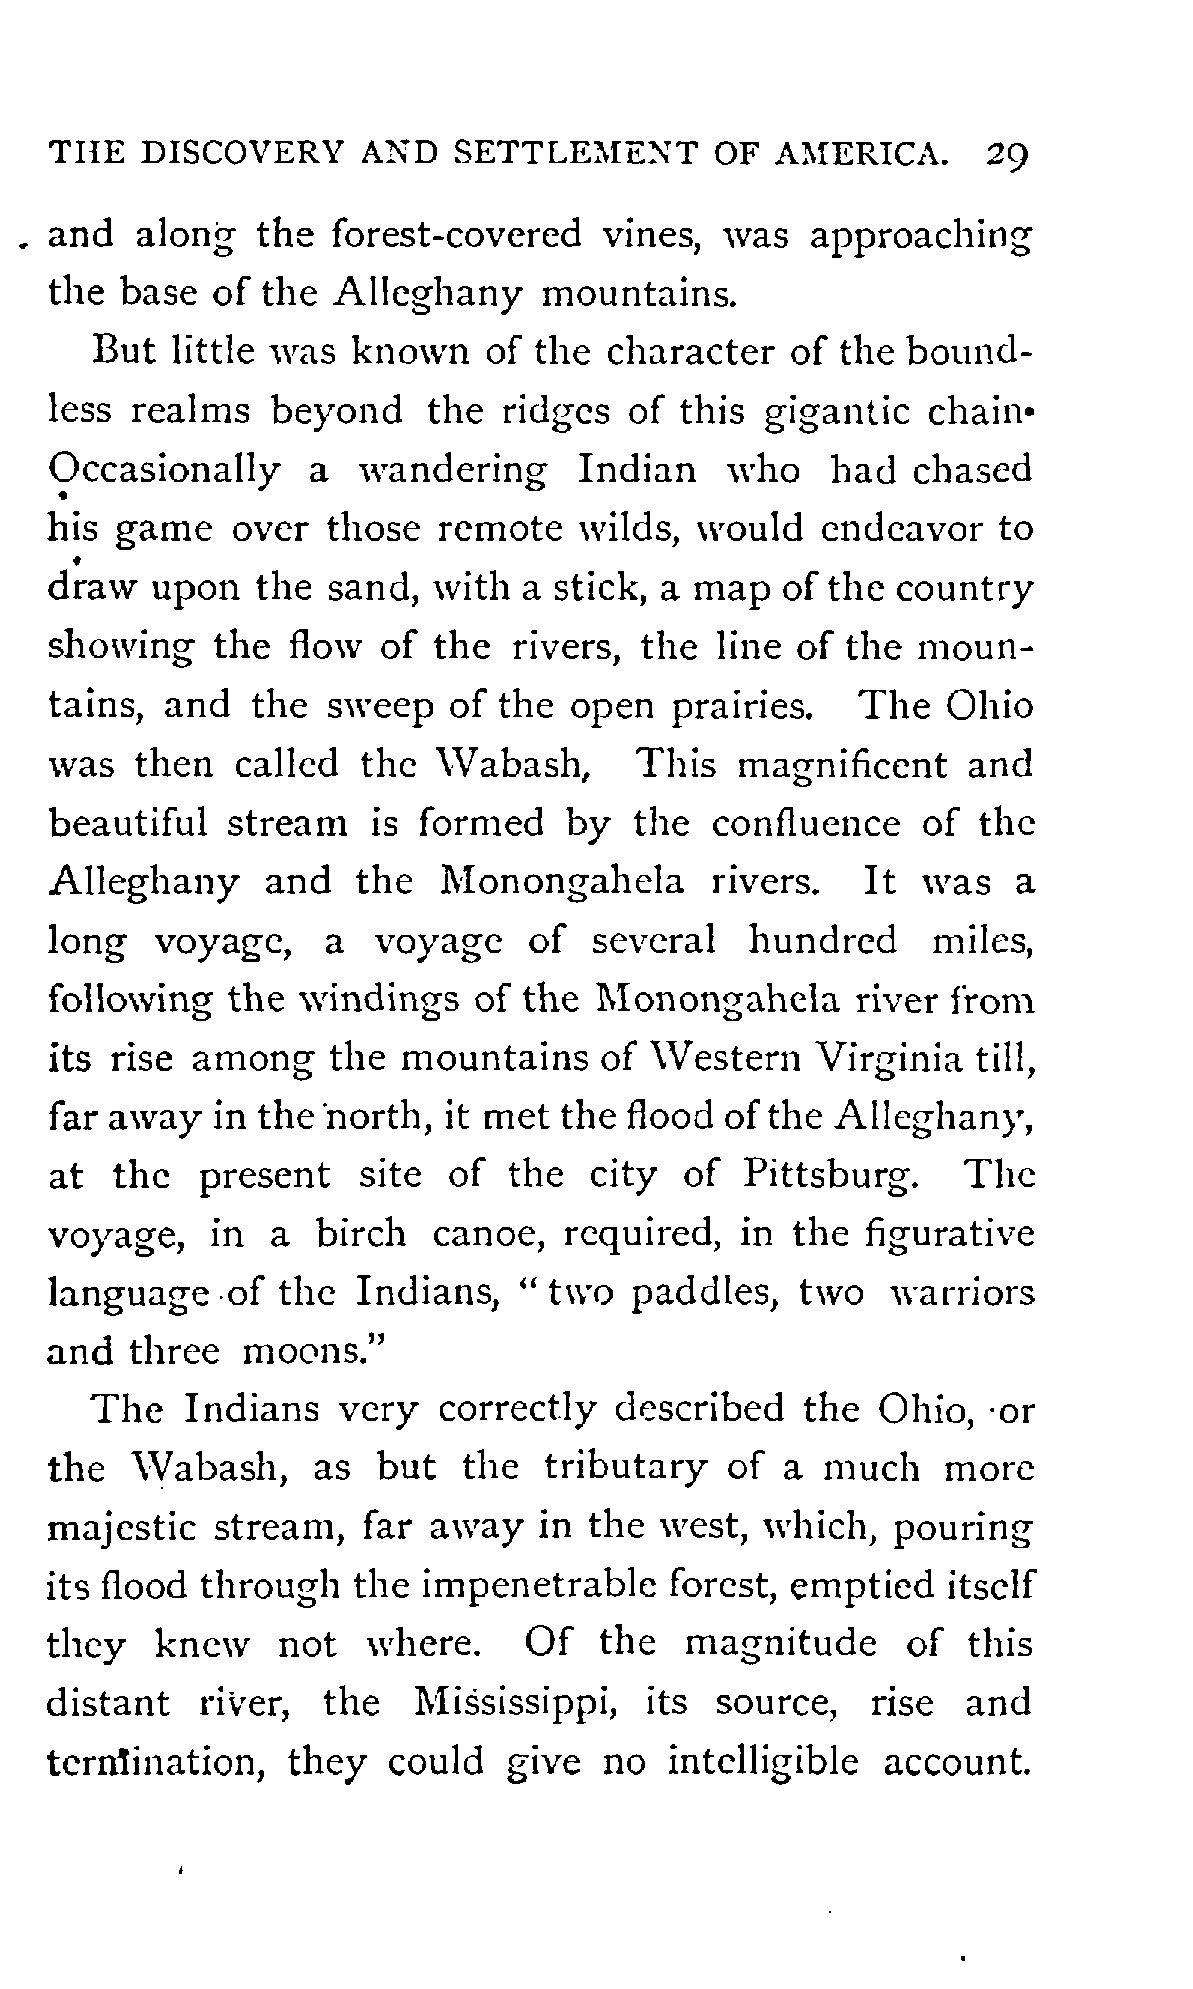 THE DISCOVERY AND SETTLEMENT OF AMERICA. 29
and along the forest-covered vines, was approaching
the base of the Alleghany mountains.
But little was known of the character of the bound-
less realms beyond the ridges of this gigantic chain.
Occasionally a wandering Indian who had chased
his game over those remote wilds, would endeavor to
draw upon the sand, with a stick, a map of the country
showing the flow of the rivers, the line of the moun-
tains, and the sweep of the open prairies. The Ohio
was then called the Wabash, This magnificent and
beautiful stream is formed by the confluence of the
Alleghany and the Monongahela rivers. It was a
long voyage, a voyage of several hundred miles,
following the windings of the Monongahela river from
its rise among the mountains of Western Virginia till,
far away in the north, it met the flood of the Alleghany,
at the present site of the city of Pittsburg. The
voyage, in a birch canoe, required, in the figurative
language of the Indians, "two paddles, two warriors
and three moons."
The Indians very correctly described the Ohio, or
the Wabash, as but the tributary of a much more
majestic stream, far away in the west, which, pouring
its flood through the impenetrable forest, emptied itself
they knew not where. Of the magnitude of this
distant river, the Mississippi, its source, rise and
termination, they could give no intelligible account.